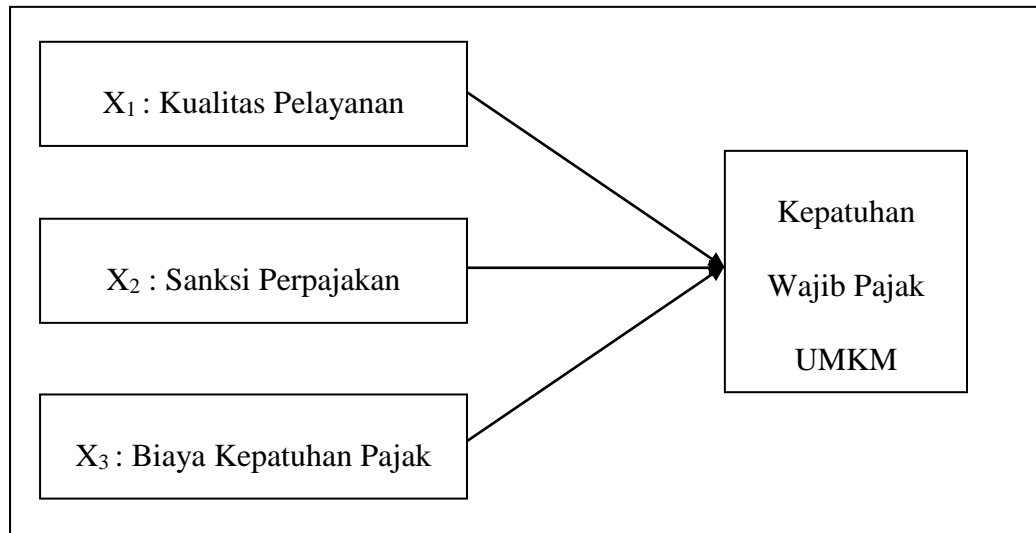 X₁ : Kualitas Pelayanan
X₂ : Sanksi Perpajakan
X₃ : Biaya Kepatuhan Pajak
Kepatuhan
Wajib Pajak
UMKM